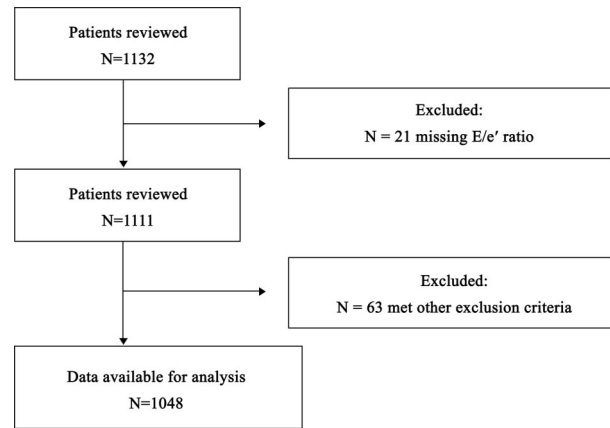 Patients reviewed
N=1132
Excluded:
N = 21 missing E/e′ ratio
Patients reviewed
N=1111
Excluded:
N = 63 met other exclusion criteria
Data available for analysis
N=1048